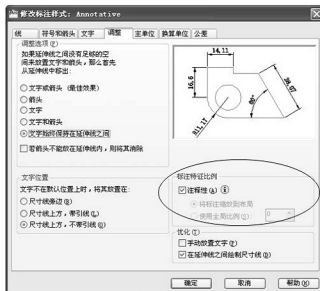 修改标注样式: Annotative
线 符号和箭头 文字 调整 主单位 换算单位 公差
调整选项(F)
如果延伸线之间没有足够的空
间来放置文字和箭头，那么首先
从延伸线中移出:
文字或箭头 (最佳效果)
箭头
文字
文字和箭头
文字始终保持在延伸线之间
若箭头不能放在延伸线内，则将其消除
文字位置
文字不在默认位置上时，将其放置在:
尺寸线旁边(B)
尺寸线上方，带引线(L)
尺寸线上方，不带引线(O)
14,11
16,6
38,07
60°
R11,17
标注特征比例
注释性(A)
将标注缩放到布局
使用全局比例(S):
0
优化(T)
手动放置文字(P)
在延伸线之间绘制尺寸线(D)
确定 取消 帮助(H)